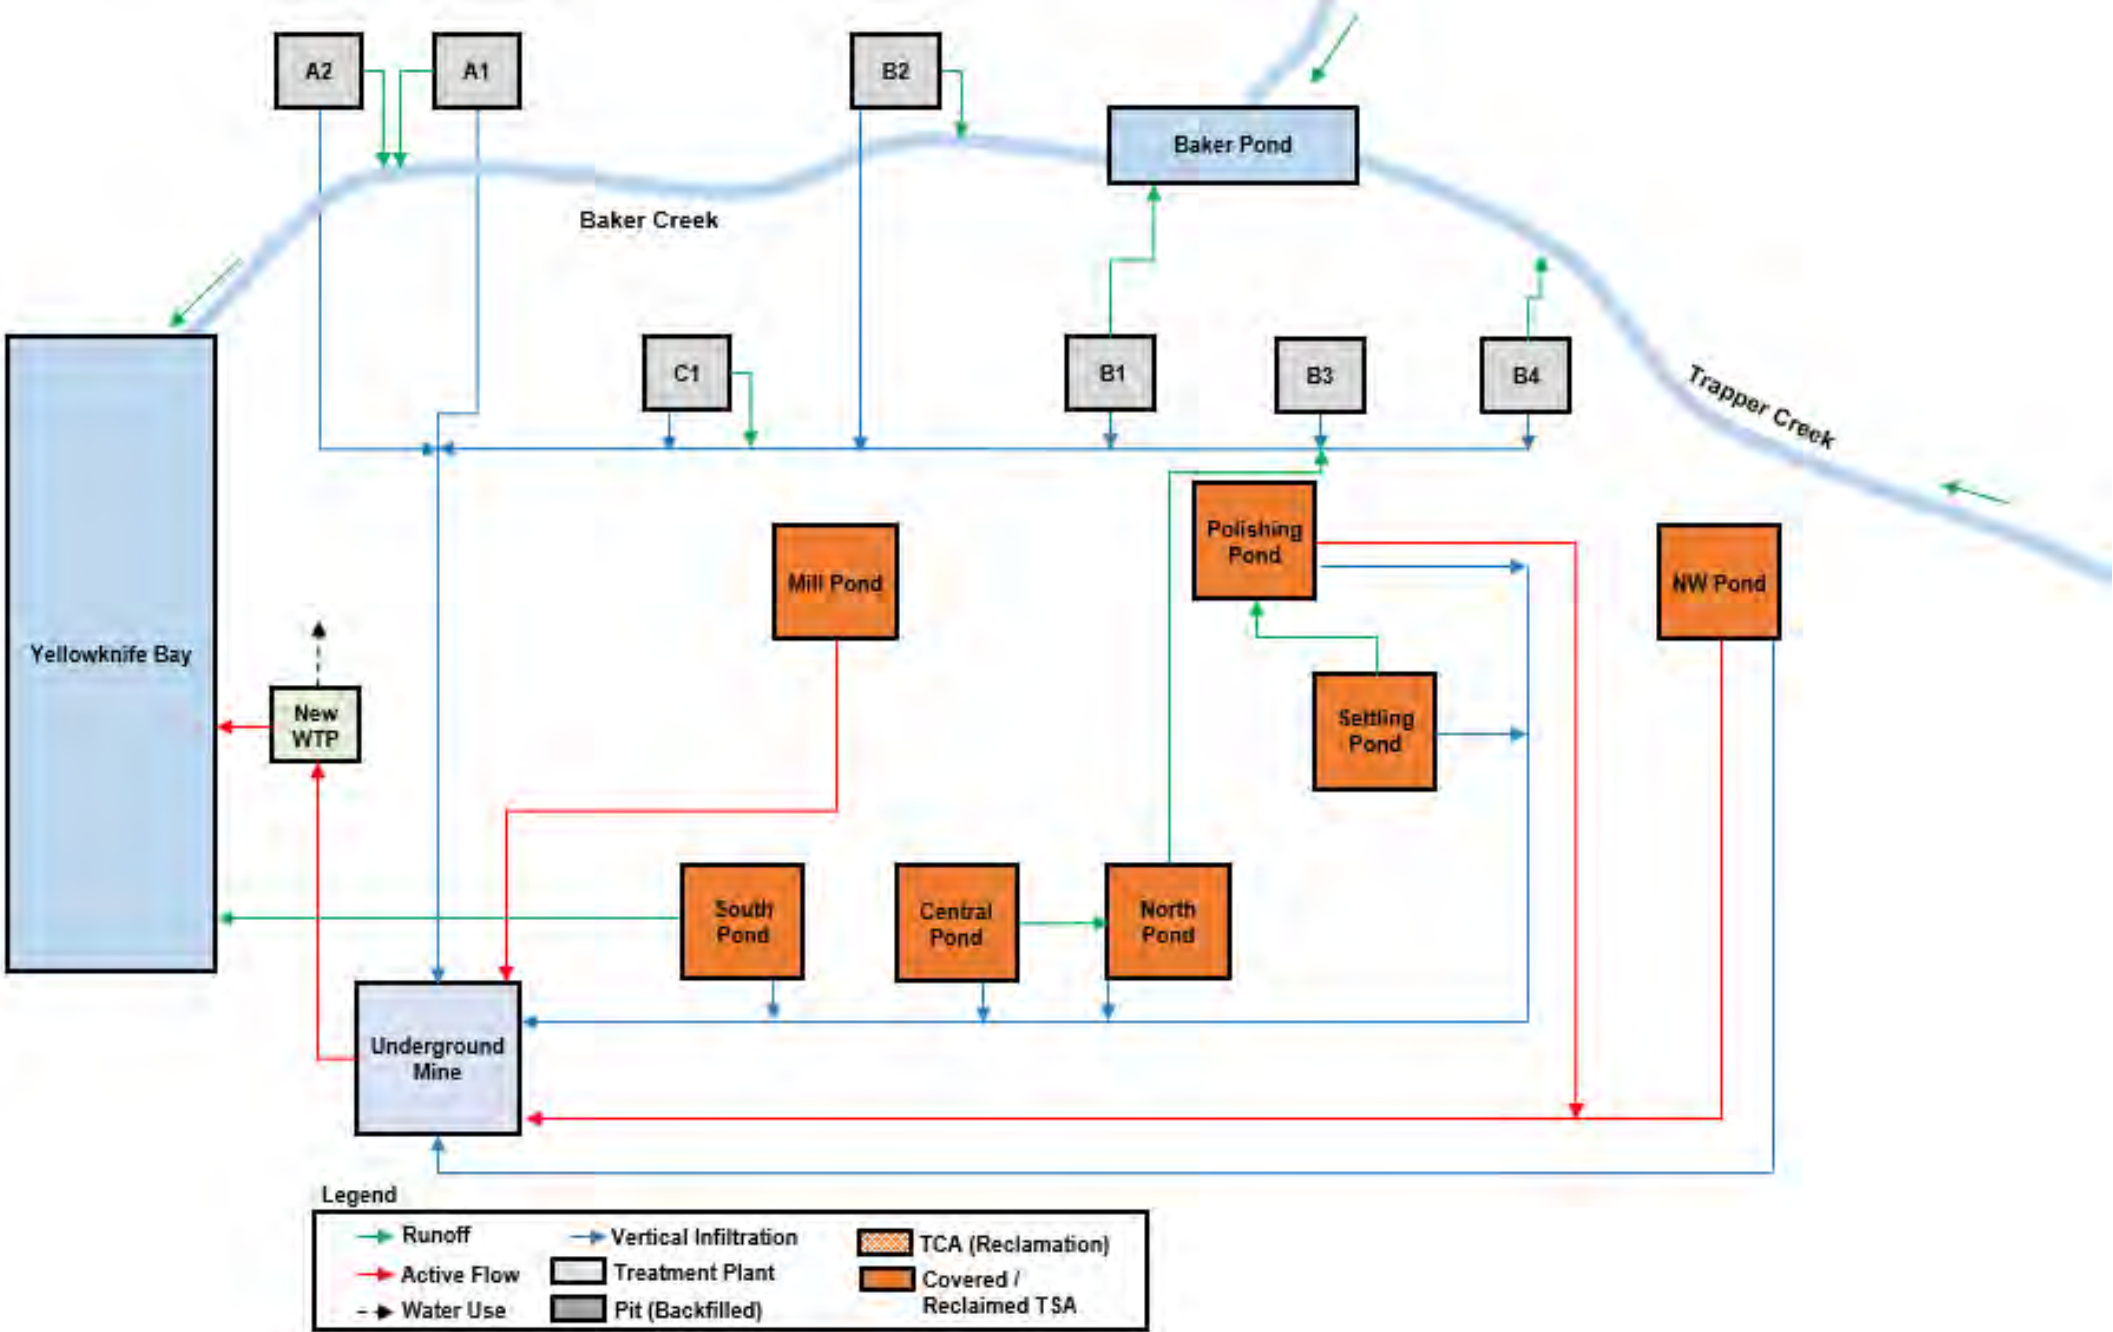 A2
A1
B2
Baker Pond
Baker Creek
C1
B1
B3
B4
Trapper Creek
Polishing
Pond
Mill Pond
NW Pond
Yellowknife Bay
New
WTP
Settling
Pond
South
Pond
Central
Pond
North
Pond
Underground
Mine
Legend
Runoff
Vertical Infiltration
TCA (Reclamation)
Active Flow
Treatment Plant
Covered /
Reclaimed TSA
Water Use
Pit (Backfilled)